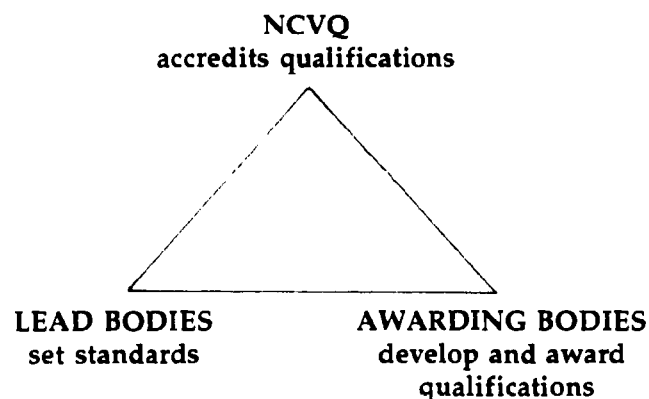 NCVQ
accredits qualifications
LEAD BODIES
set standards
AWARDING BODIES
develop and award
qualifications